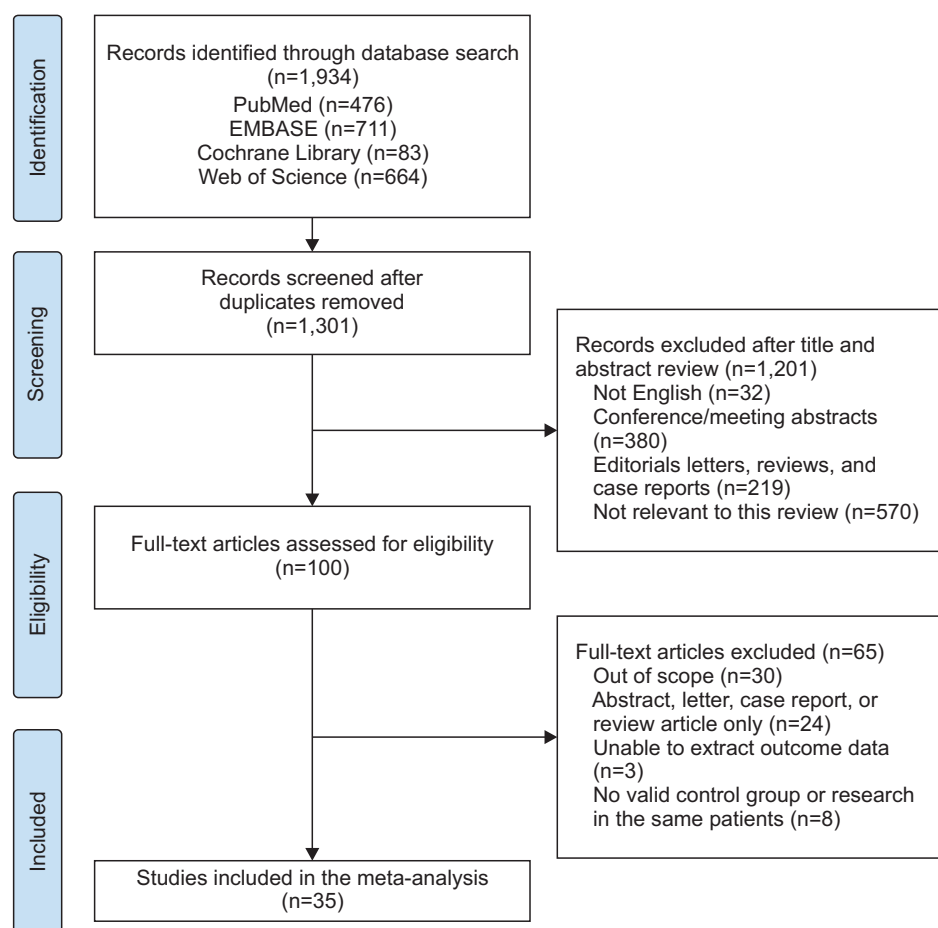 Identification
Records identified through database search
(n=1,934)
PubMed (n=476)
EMBASE (n=711)
Cochrane Library (n=83)
Web of Science (n=664)
Screening
Records screened after
duplicates removed
(n=1,301)
Records excluded after title and
abstract review (n=1,201)
Not English (n=32)
Conference/meeting abstracts
(n=380)
Editorials letters, reviews, and
case reports (n=219)
Not relevant to this review (n=570)
Eligibility
Full-text articles assessed for eligibility
(n=100)
Full-text articles excluded (n=65)
Out of scope (n=30)
Abstract, letter, case report, or
review article only (n=24)
Unable to extract outcome data
(n=3)
No valid control group or research
in the same patients (n=8)
Included
Studies included in the meta-analysis
(n=35)